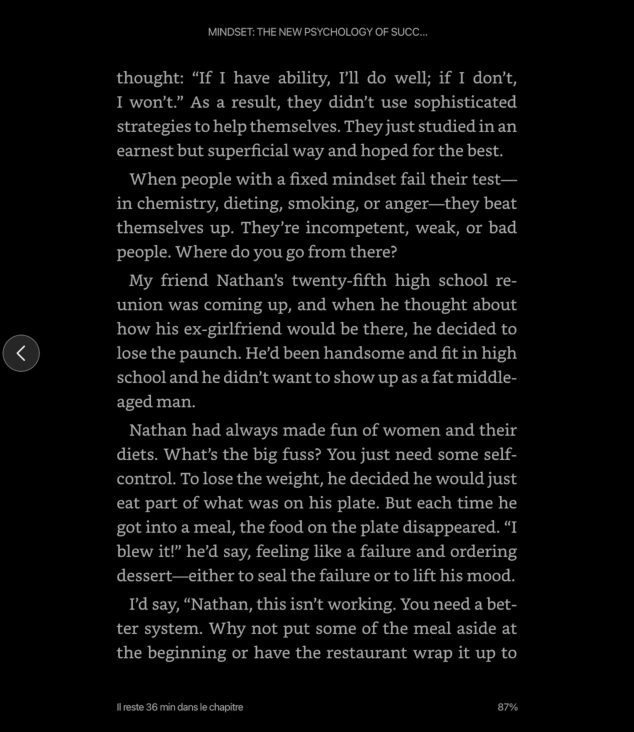 MINDSET: THE NEW PSYCHOLOGY OF SUCC...
thought: “If I have ability, I’ll do well; if I don’t,
I won’t.” As a result, they didn’t use sophisticated
strategies to help themselves. They just studied in an
earnest but superficial way and hoped for the best.
When people with a fixed mindset fail their test—
in chemistry, dieting, smoking, or anger—they beat
themselves up. They’re incompetent, weak, or bad
people. Where do you go from there?
My friend Nathan’s twenty-fifth high school re-
union was coming up, and when he thought about
how his ex-girlfriend would be there, he decided to
lose the paunch. He’d been handsome and fit in high
school and he didn’t want to show up as a fat middle-
aged man.
Nathan had always made fun of women and their
diets. What’s the big fuss? You just need some self-
control. To lose the weight, he decided he would just
eat part of what was on his plate. But each time he
got into a meal, the food on the plate disappeared. “I
blew it!” he’d say, feeling like a failure and ordering
dessert—either to seal the failure or to lift his mood.
I’d say, “Nathan, this isn’t working. You need a bet-
ter system. Why not put some of the meal aside at
the beginning or have the restaurant wrap it up to
Il reste 36 min dans le chapitre
87%